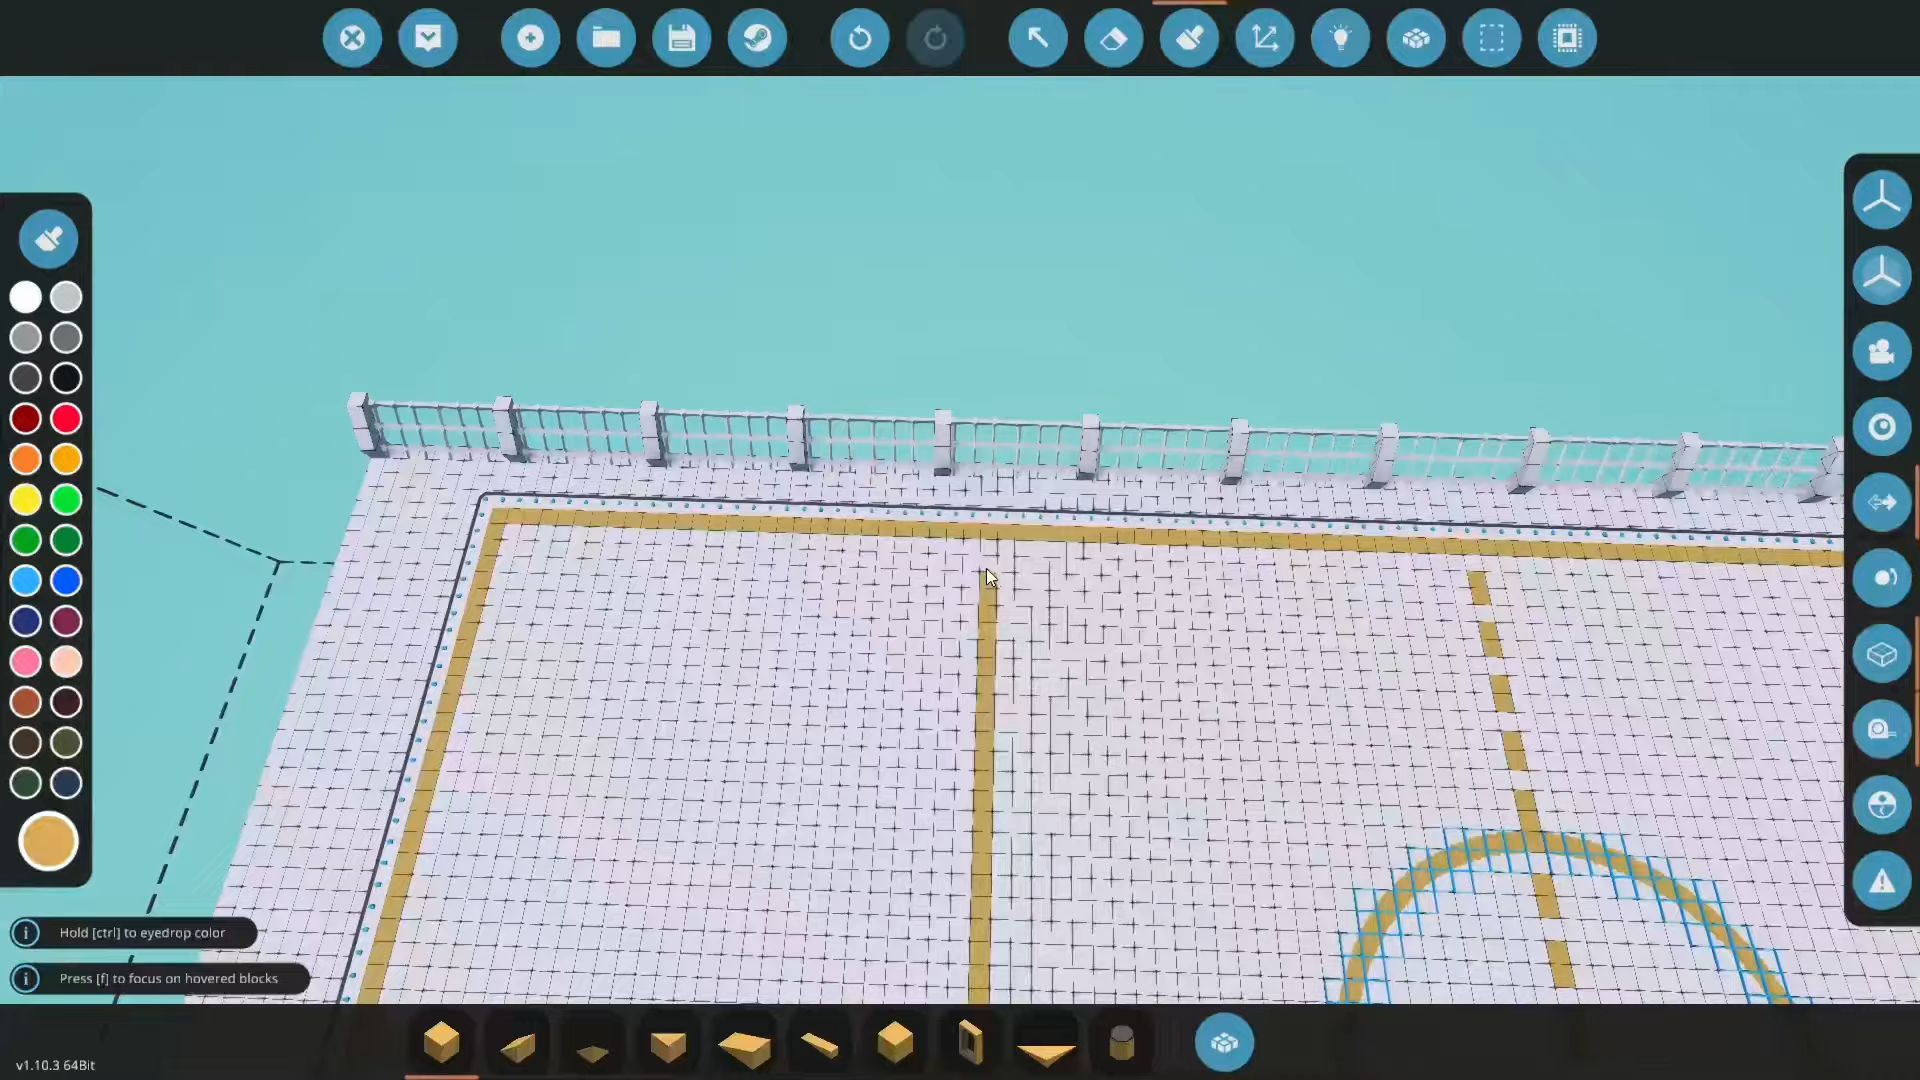 Hold [ctrl] to eyedrop color
Press [f] to focus on hovered blocks
v1.10.3 64Bit